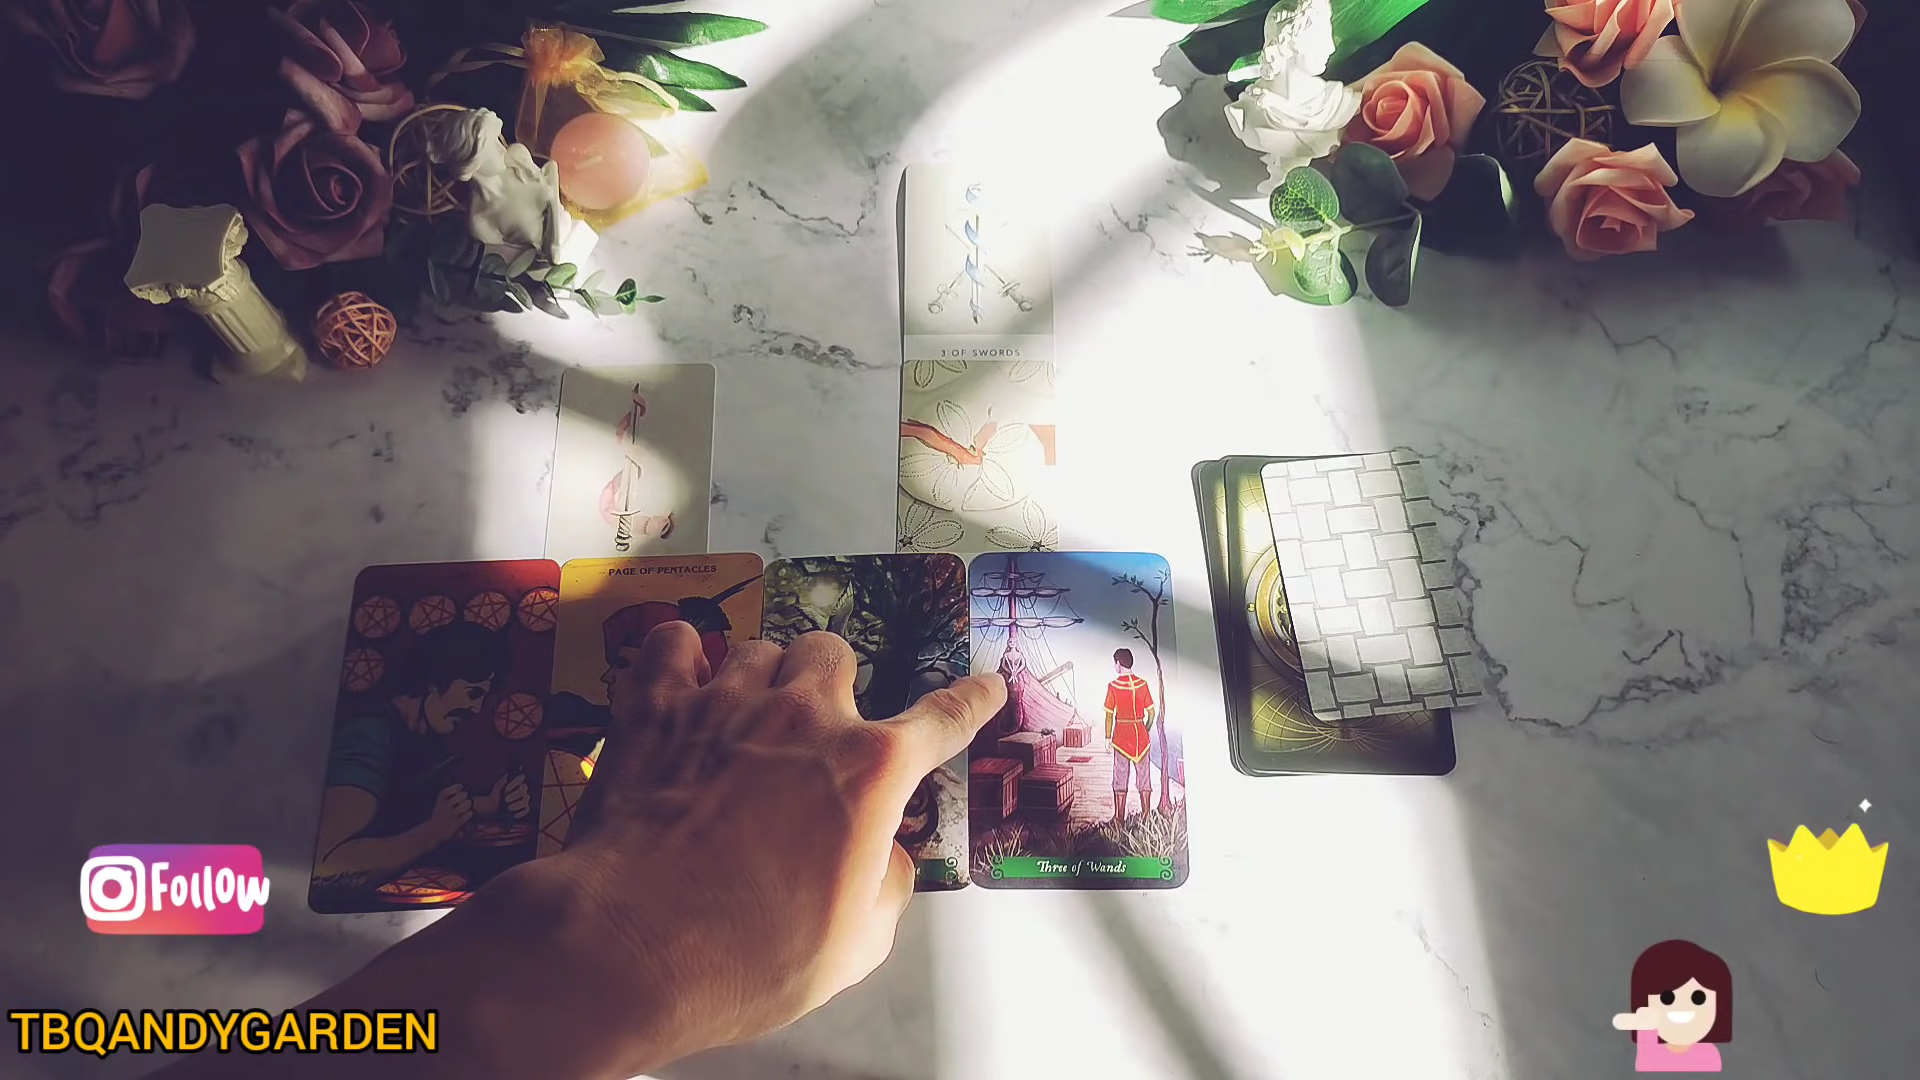 3 OF SWORDS
PAGE OF PENTACLES
Three of Wands
Follow
TBQANDYGARDEN